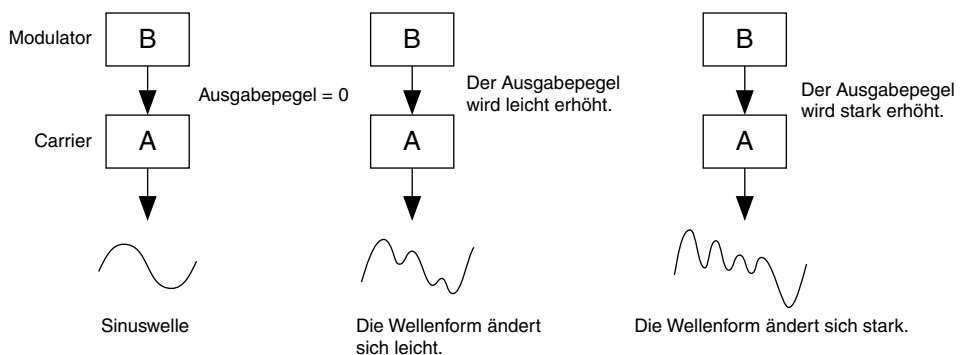 Modulator
B
Ausgabepegel = 0
Carrier
A
Sinuswelle
B
Der Ausgabepegel
wird leicht erhöht.
A
Die Wellenform ändert
sich leicht.
B
Der Ausgabepegel
wird stark erhöht.
A
Die Wellenform ändert sich stark.